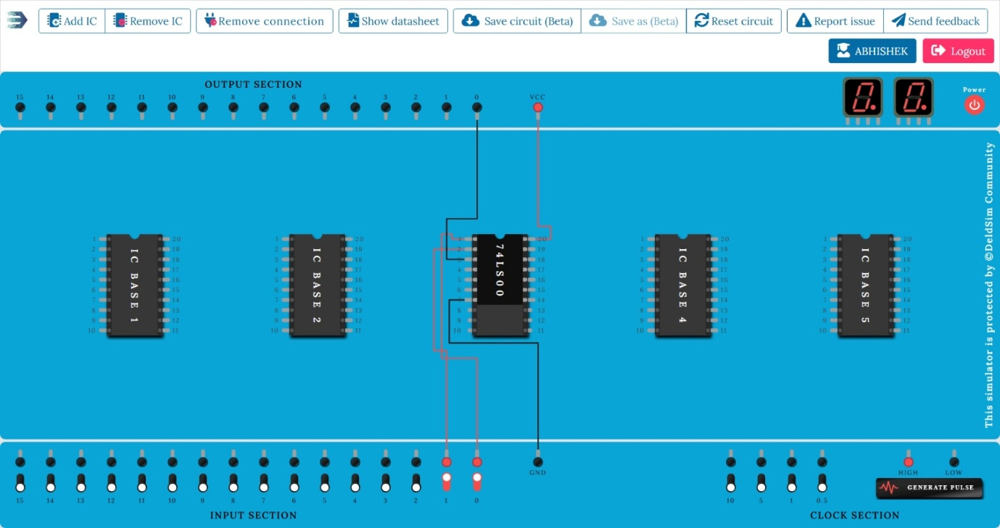 Add IC Remove IC Remove connection Show datasheet Save circuit (Beta) Save as (Beta) Reset circuit Report issue Send feedback
ABHISHEK Logout
OUTPUT SECTION
15 14 13 12 11 10 9 8 7 6 5 4 3 2 1 0 VCC
Power
8. 8.
This simulator is protected by ©DeldSim Community
1 20 1 20 1 20 1 20 1 20
2 19 2 19 2 19 2 19 2 19
3 18 3 18 3 18 3 18 3 18
4 17 4 17 4 17 4 17 4 17
5 16 5 16 5 16 5 16 5 16
6 15 6 15 6 15 6 15 6 15
7 14 7 14 7 14 7 14 7 14
8 13 8 13 8 13 8 13 8 13
9 12 9 12 9 12 9 12 9 12
10 11 10 11 10 11 10 11 10 11
IC BASE 1
IC BASE 2
74LS00
IC BASE 4
IC BASE 5
GND
HIGH LOW
GENERATE PULSE
15 14 13 12 11 10 9 8 7 6 5 4 3 2 1 0 10 5 1 0.5
INPUT SECTION CLOCK SECTION